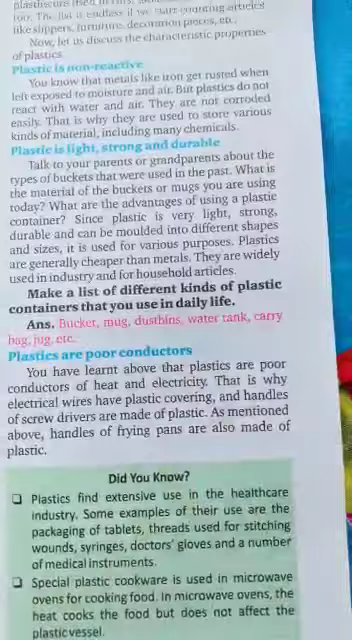 too. The list is endless if we start counting articles
like slippers, furniture, decoration pieces, etc.
Now, let us discuss the characteristic properties
of plastics.
Plastic is non-reactive
You know that metals like iron get rusted when
left exposed to moisture and air. But plastics do not
react with water and air. They are not corroded
easily. That is why they are used to store various
kinds of material, including many chemicals.
Plastic is light, strong and durable
Talk to your parents or grandparents about the
types of buckets that were used in the past. What is
the material of the buckets or mugs you are using
today? What are the advantages of using a plastic
container? Since plastic is very light, strong,
durable and can be moulded into different shapes
and sizes, it is used for various purposes. Plastics
are generally cheaper than metals. They are widely
used in industry and for household articles.
Make a list of different kinds of plastic
containers that you use in daily life.
Ans. Bucket, mug, dustbins, water tank, carry
bag, jug, etc.
Plastics are poor conductors
You have learnt above that plastics are poor
conductors of heat and electricity. That is why
electrical wires have plastic covering, and handles
of screw drivers are made of plastic. As mentioned
above, handles of frying pans are also made of
plastic.
Did You Know?
❑ Plastics find extensive use in the healthcare
industry. Some examples of their use are the
packaging of tablets, threads used for stitching
wounds, syringes, doctors' gloves and a number
of medical instruments.
❑ Special plastic cookware is used in microwave
ovens for cooking food. In microwave ovens, the
heat cooks the food but does not affect the
plastic vessel.